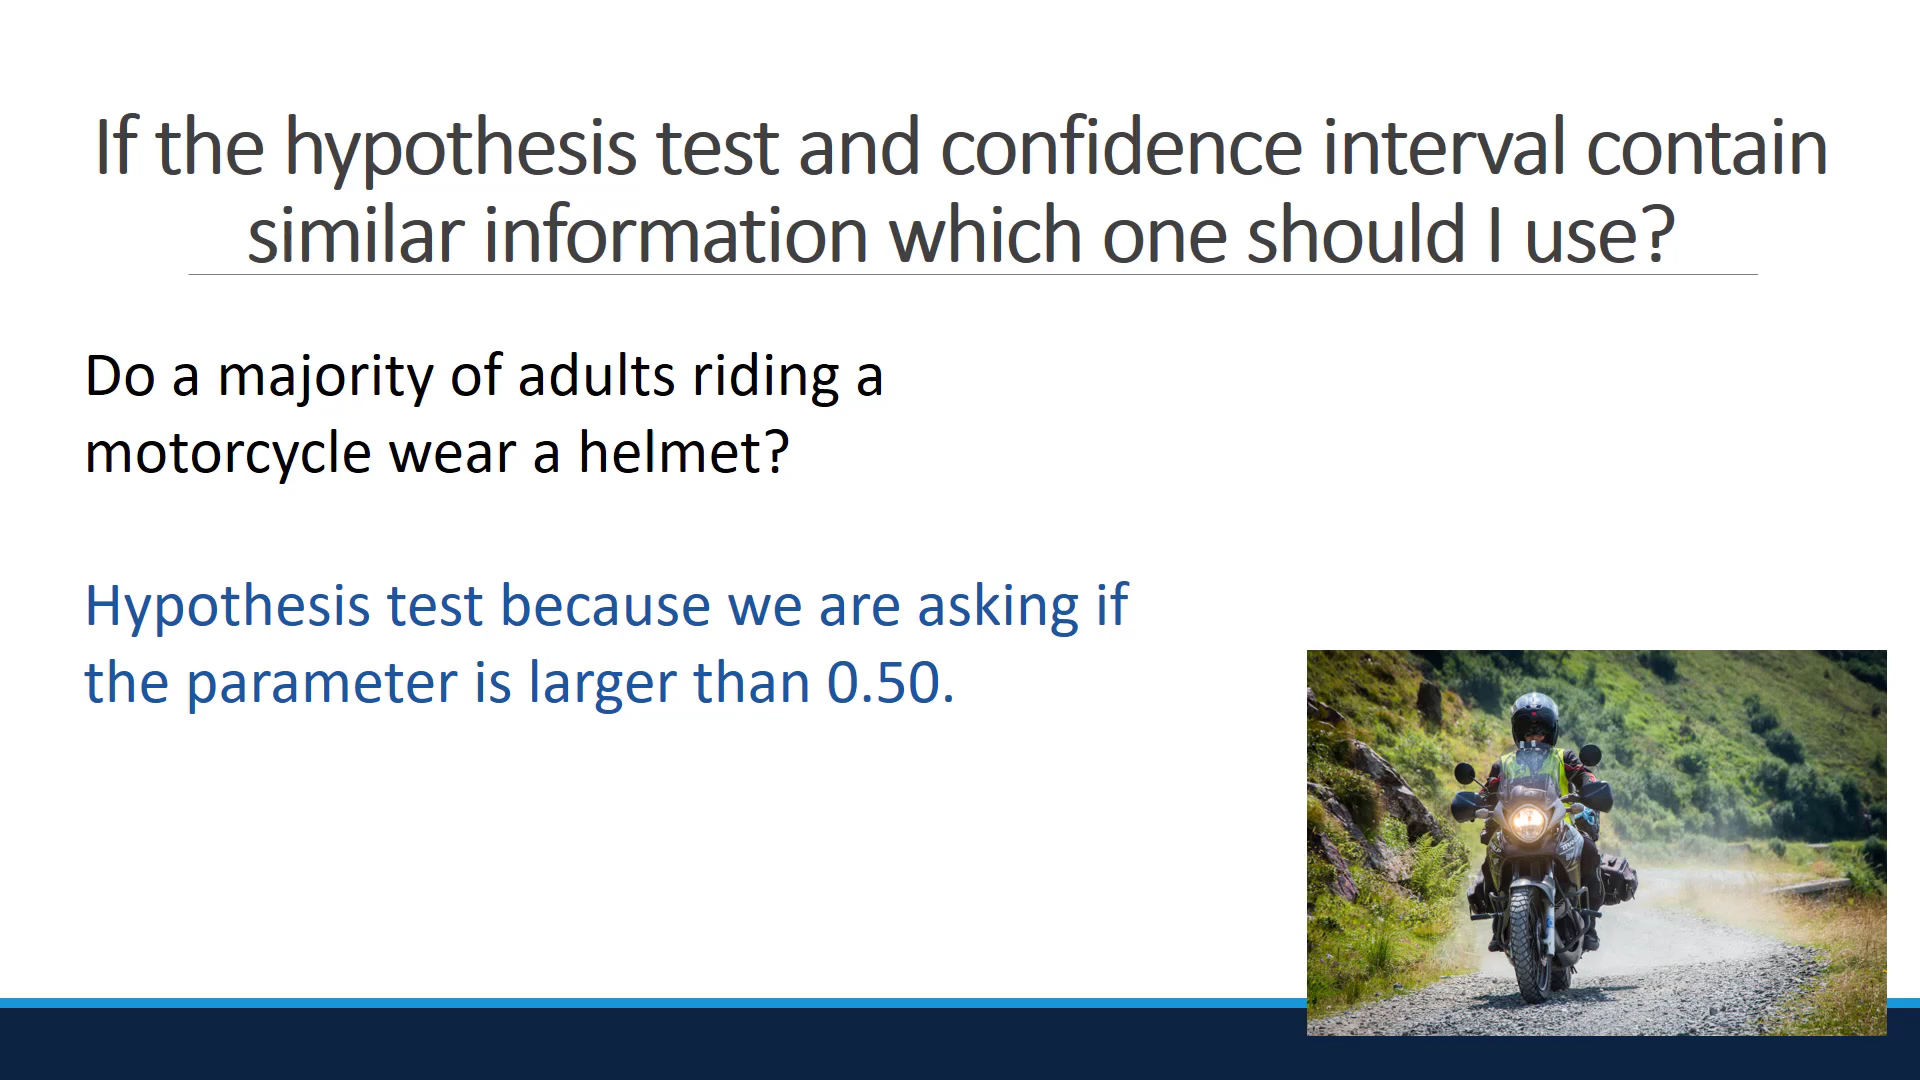 If the hypothesis test and confidence interval contain
similar information which one should I use?
Do a majority of adults riding a
motorcycle wear a helmet?
Hypothesis test because we are asking if
the parameter is larger than 0.50.